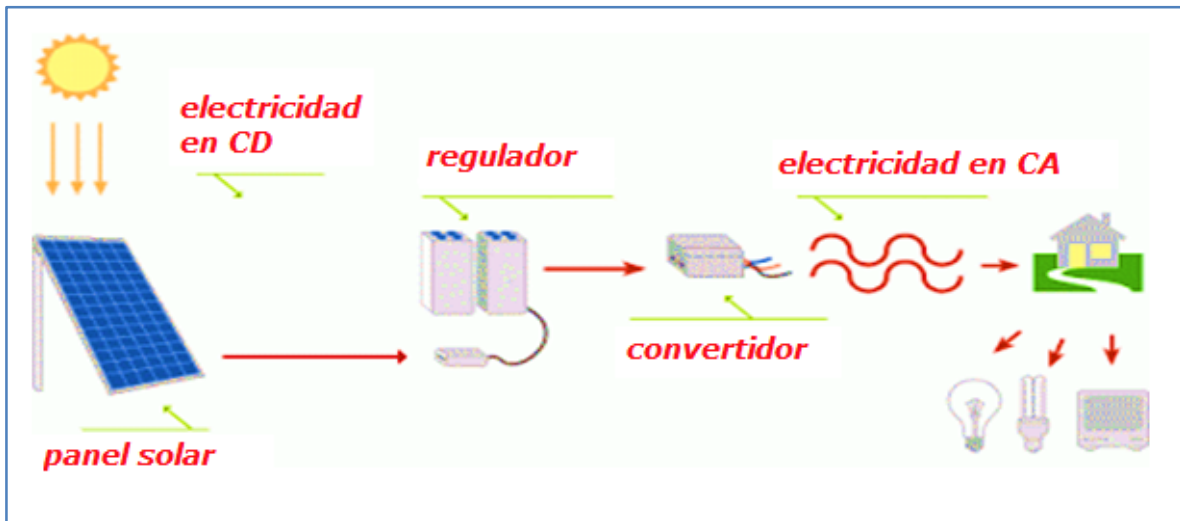 electricidad
en CD
regulador
electricidad en CA
convertidor
panel solar